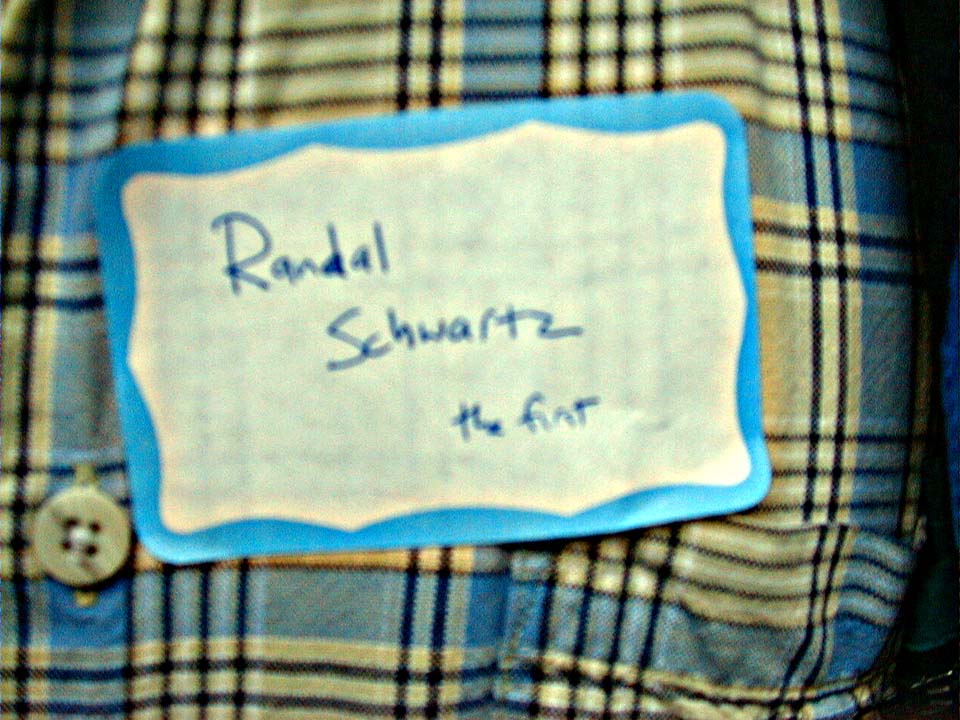 Randal
Schwartz
the first